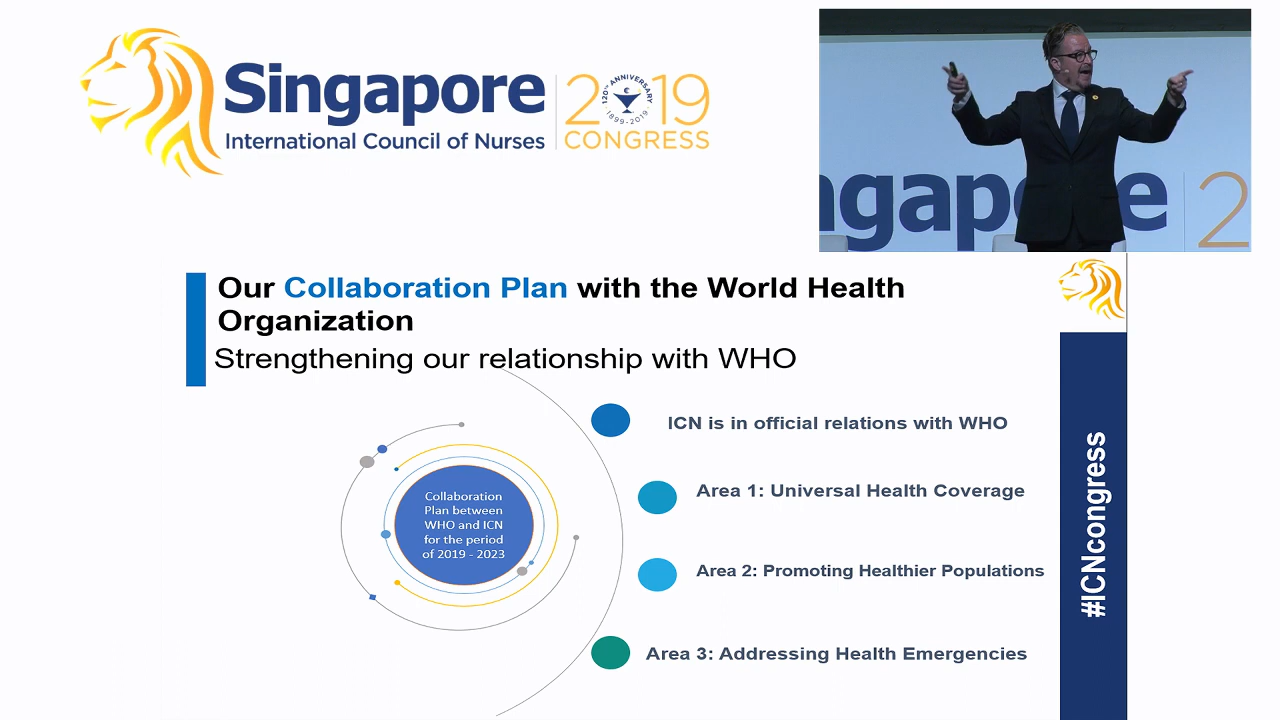 Singapore
International Council of Nurses
2019
120TH ANNIVERSARY
1899-2019
CONGRESS
ngapore 2
Our Collaboration Plan with the World Health
Organization
Strengthening our relationship with WHO
Collaboration
Plan between
WHO and ICN
for the period
of 2019 - 2023
ICN is in official relations with WHO
Area 1: Universal Health Coverage
Area 2: Promoting Healthier Populations
Area 3: Addressing Health Emergencies
#ICNcongress